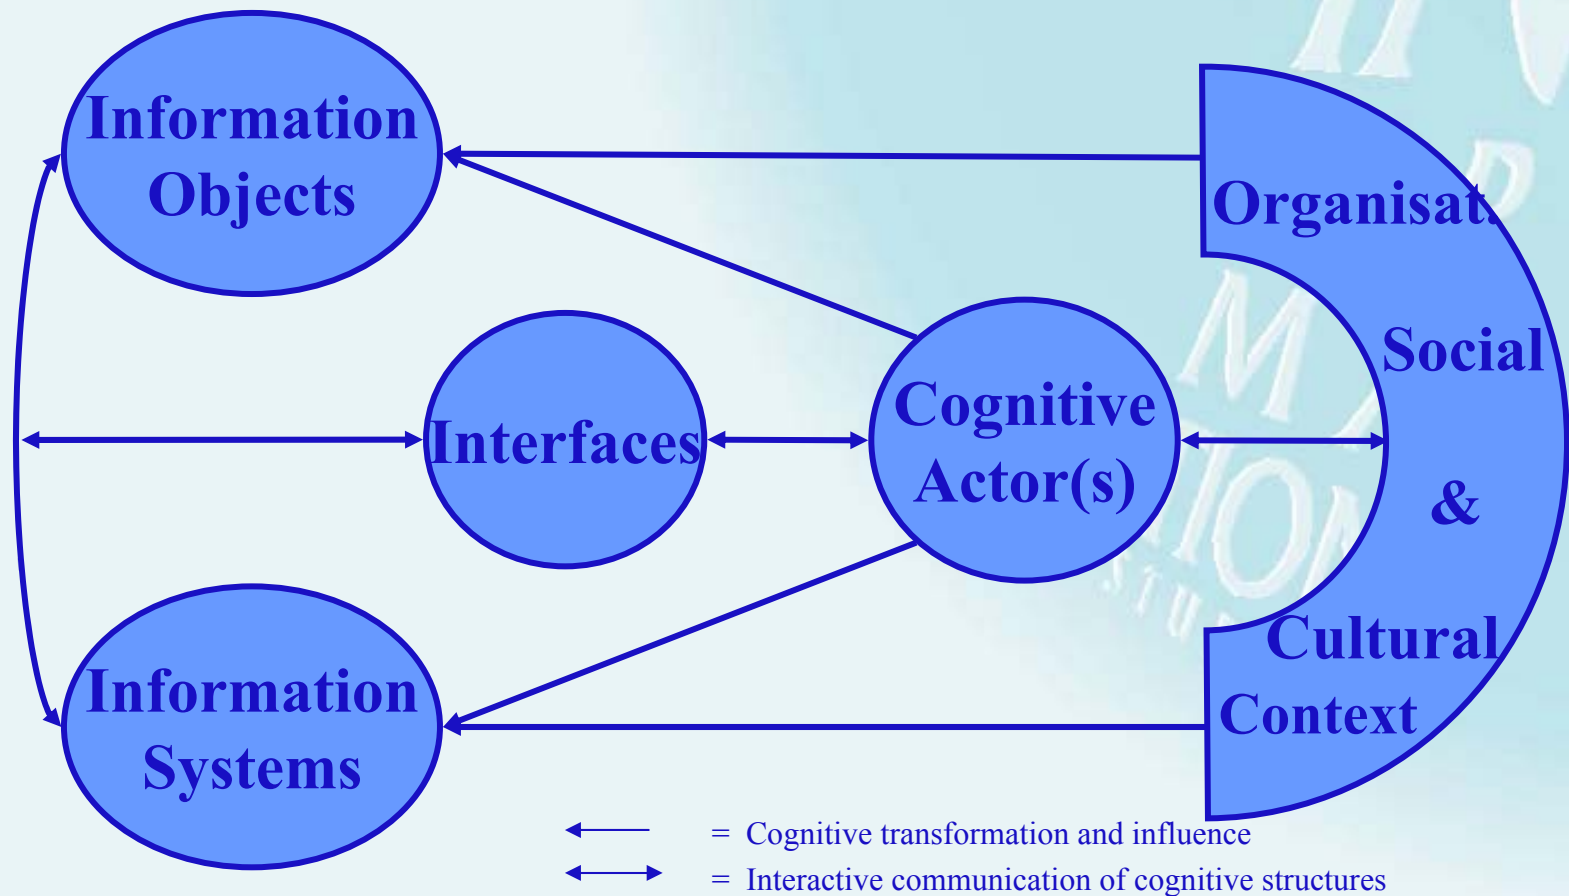 Information
Objects
Organisat.
Social
Interfaces
Cognitive
Actor(s)
&
Information
Systems
Cultural
Context
= Cognitive transformation and influence
= Interactive communication of cognitive structures